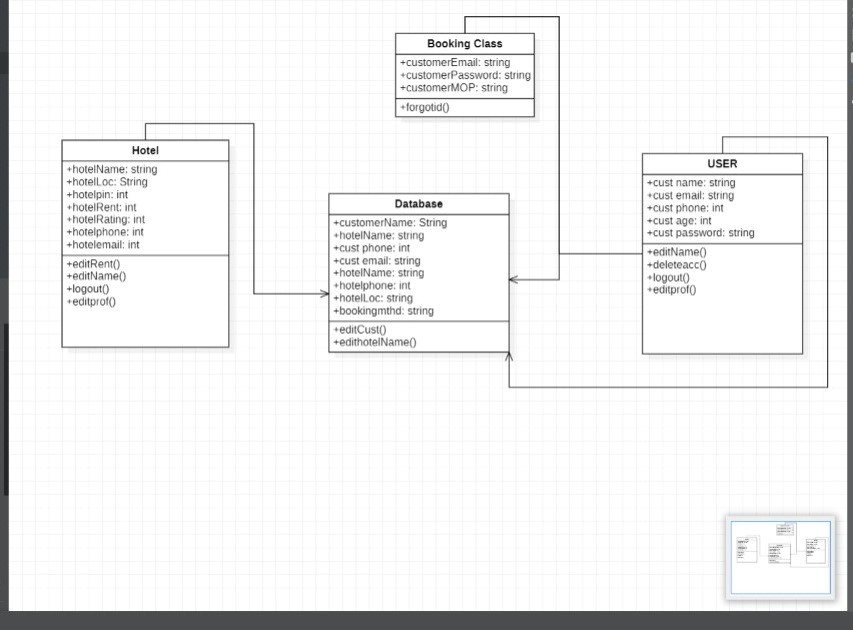 Booking Class
+customerEmail: string
+customerPassword: string
+customerMOP: string
+forgotid()
Hotel
+hotelName: string
+hotelLoc: String
+hotelpin: int
+hotelRent: int
+hotelRating: int
+hotelphone: int
+hotelemail: int
+editRent()
+editName()
+logout()
+editprof()
Database
+customerName: String
+hotelName: string
+cust phone: int
+cust email: string
+hotelName: string
+hotelphone: int
+hotelLoc: string
+bookingmthd: string
+editCust()
+edithotelName()
USER
+cust name: string
+cust email: string
+cust phone: int
+cust age: int
+cust password: string
+editName()
+deleteacc()
+logout()
+editprof()